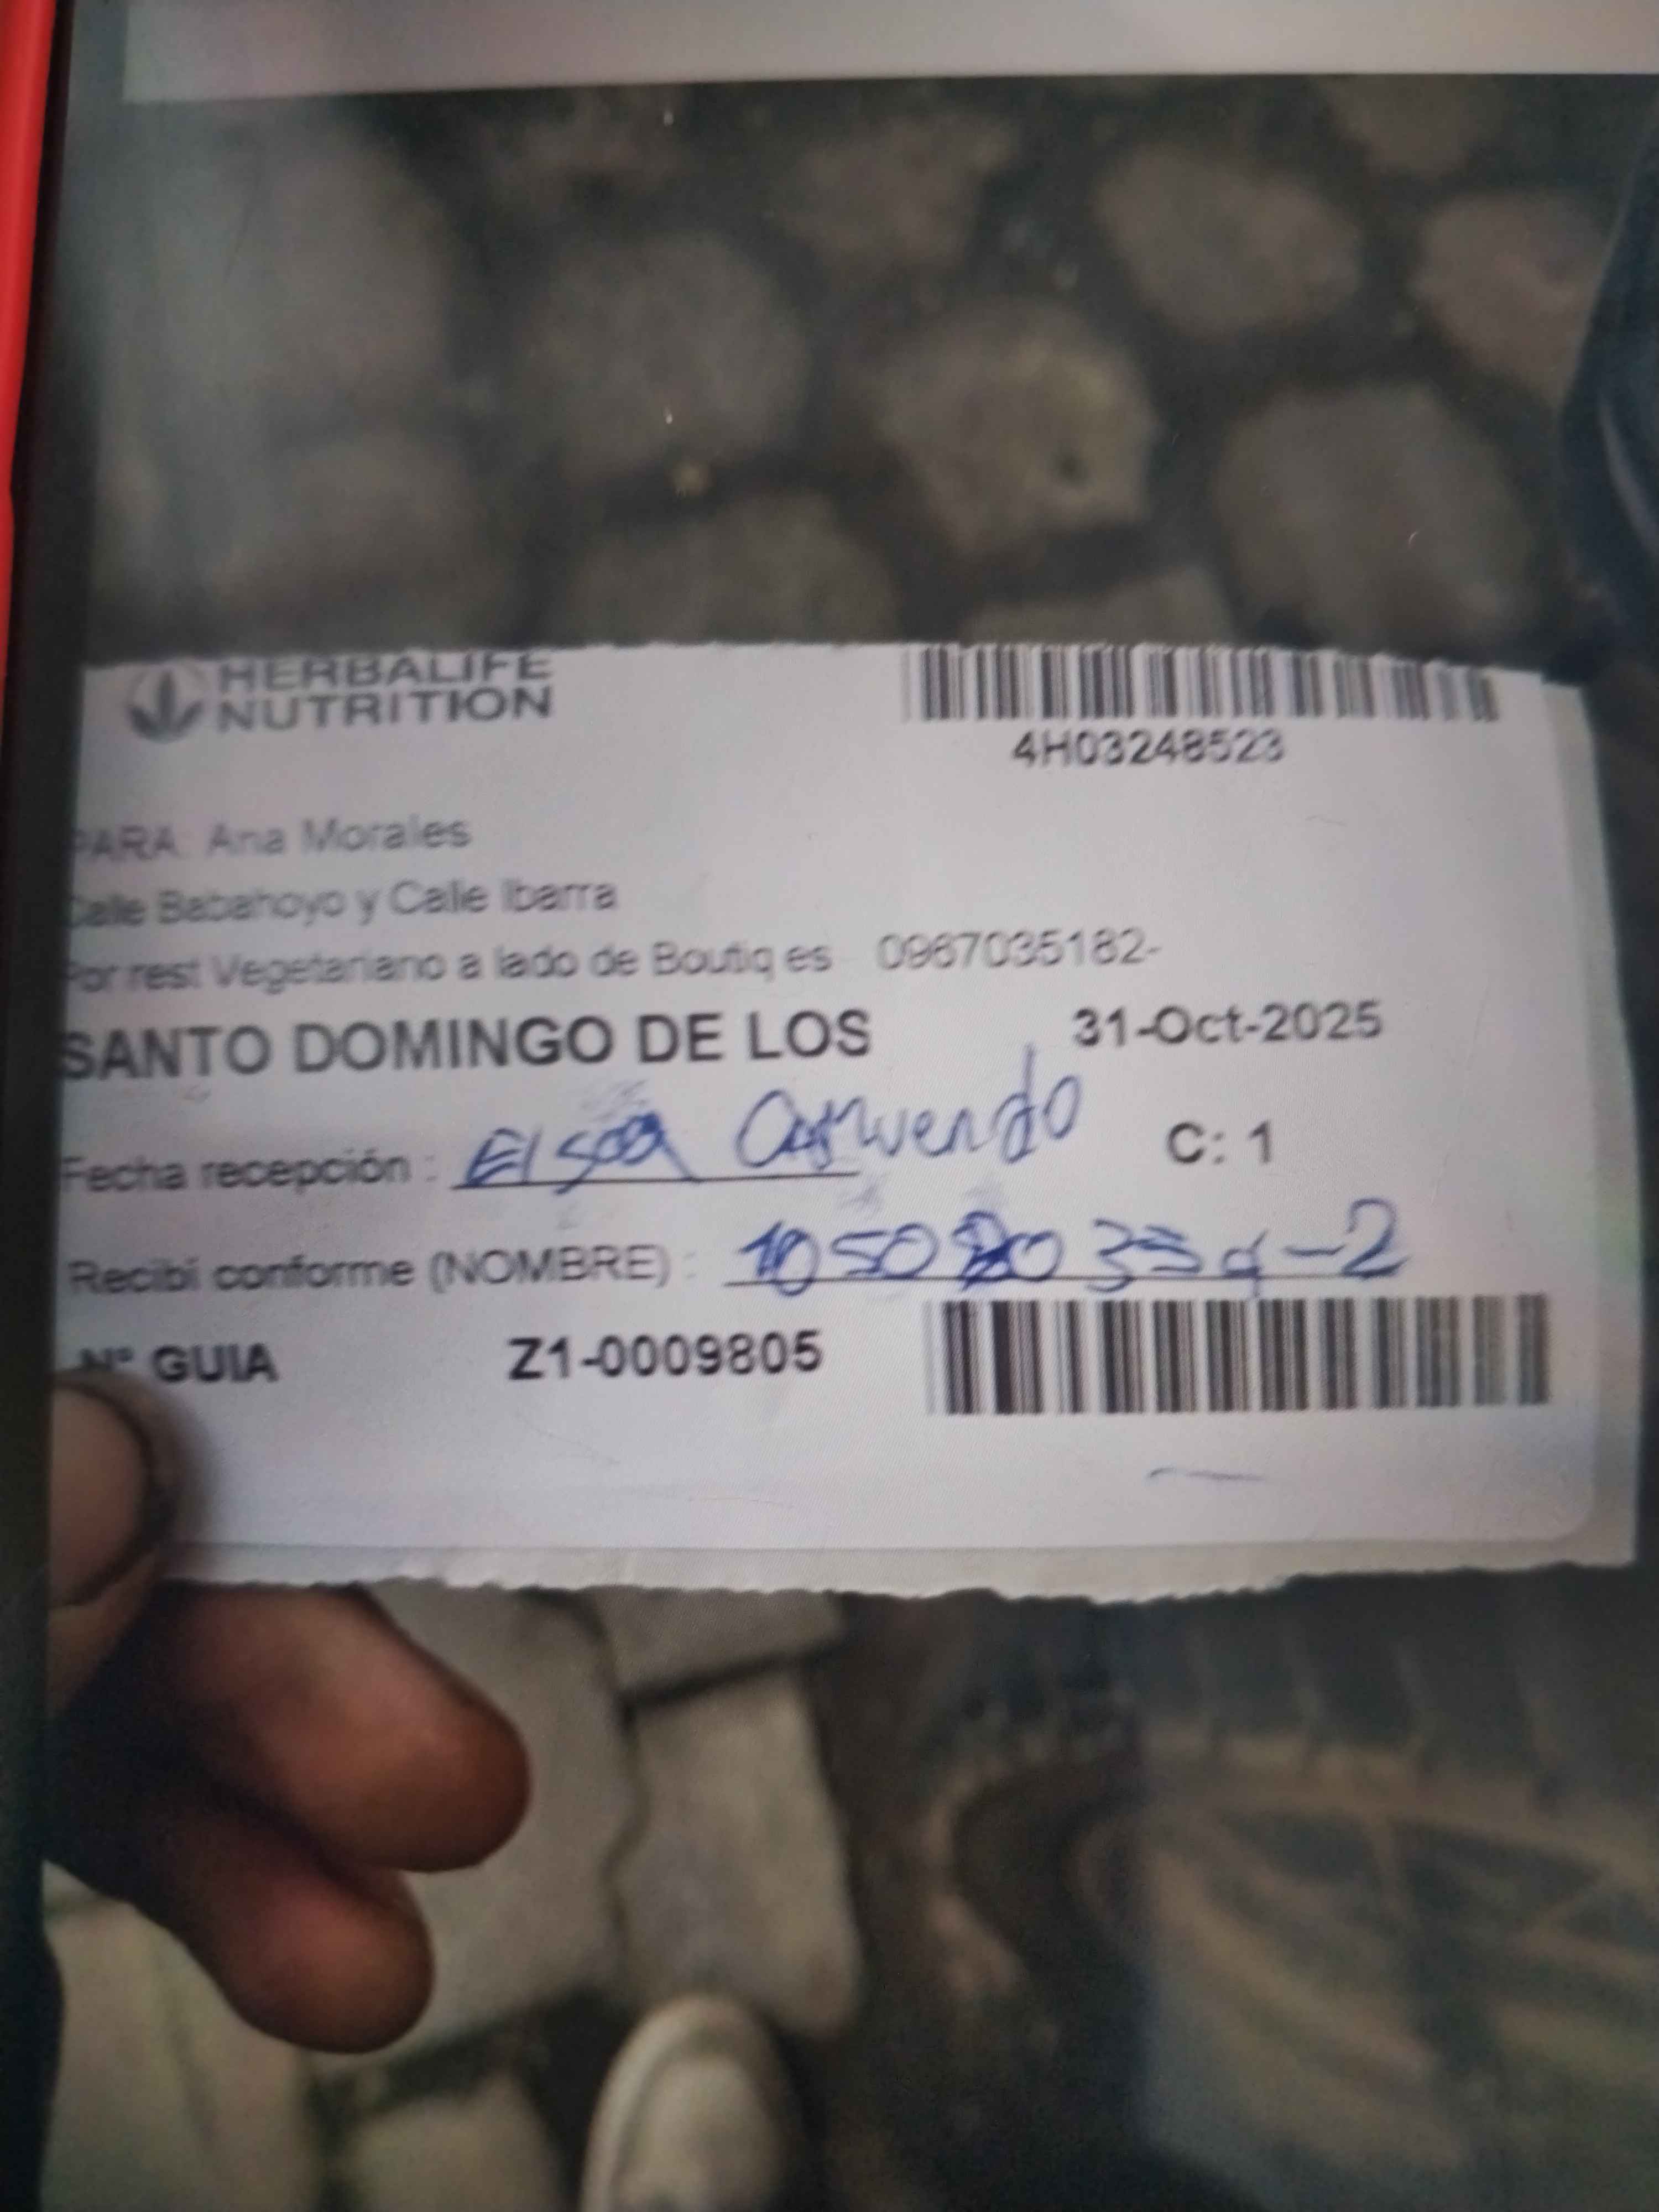 HERBALIFE
NUTRITION
4H03248523
PARA: Ana Morales
Calle Babahoyo y Calle Ibarra
Por rest Vegetariano a lado de Boutiq es 0967035182-
SANTO DOMINGO DE LOS 31-Oct-2025
Fecha recepción : C: 1
Recibí conforme (NOMBRE) :
N° GUIA Z1-0009805